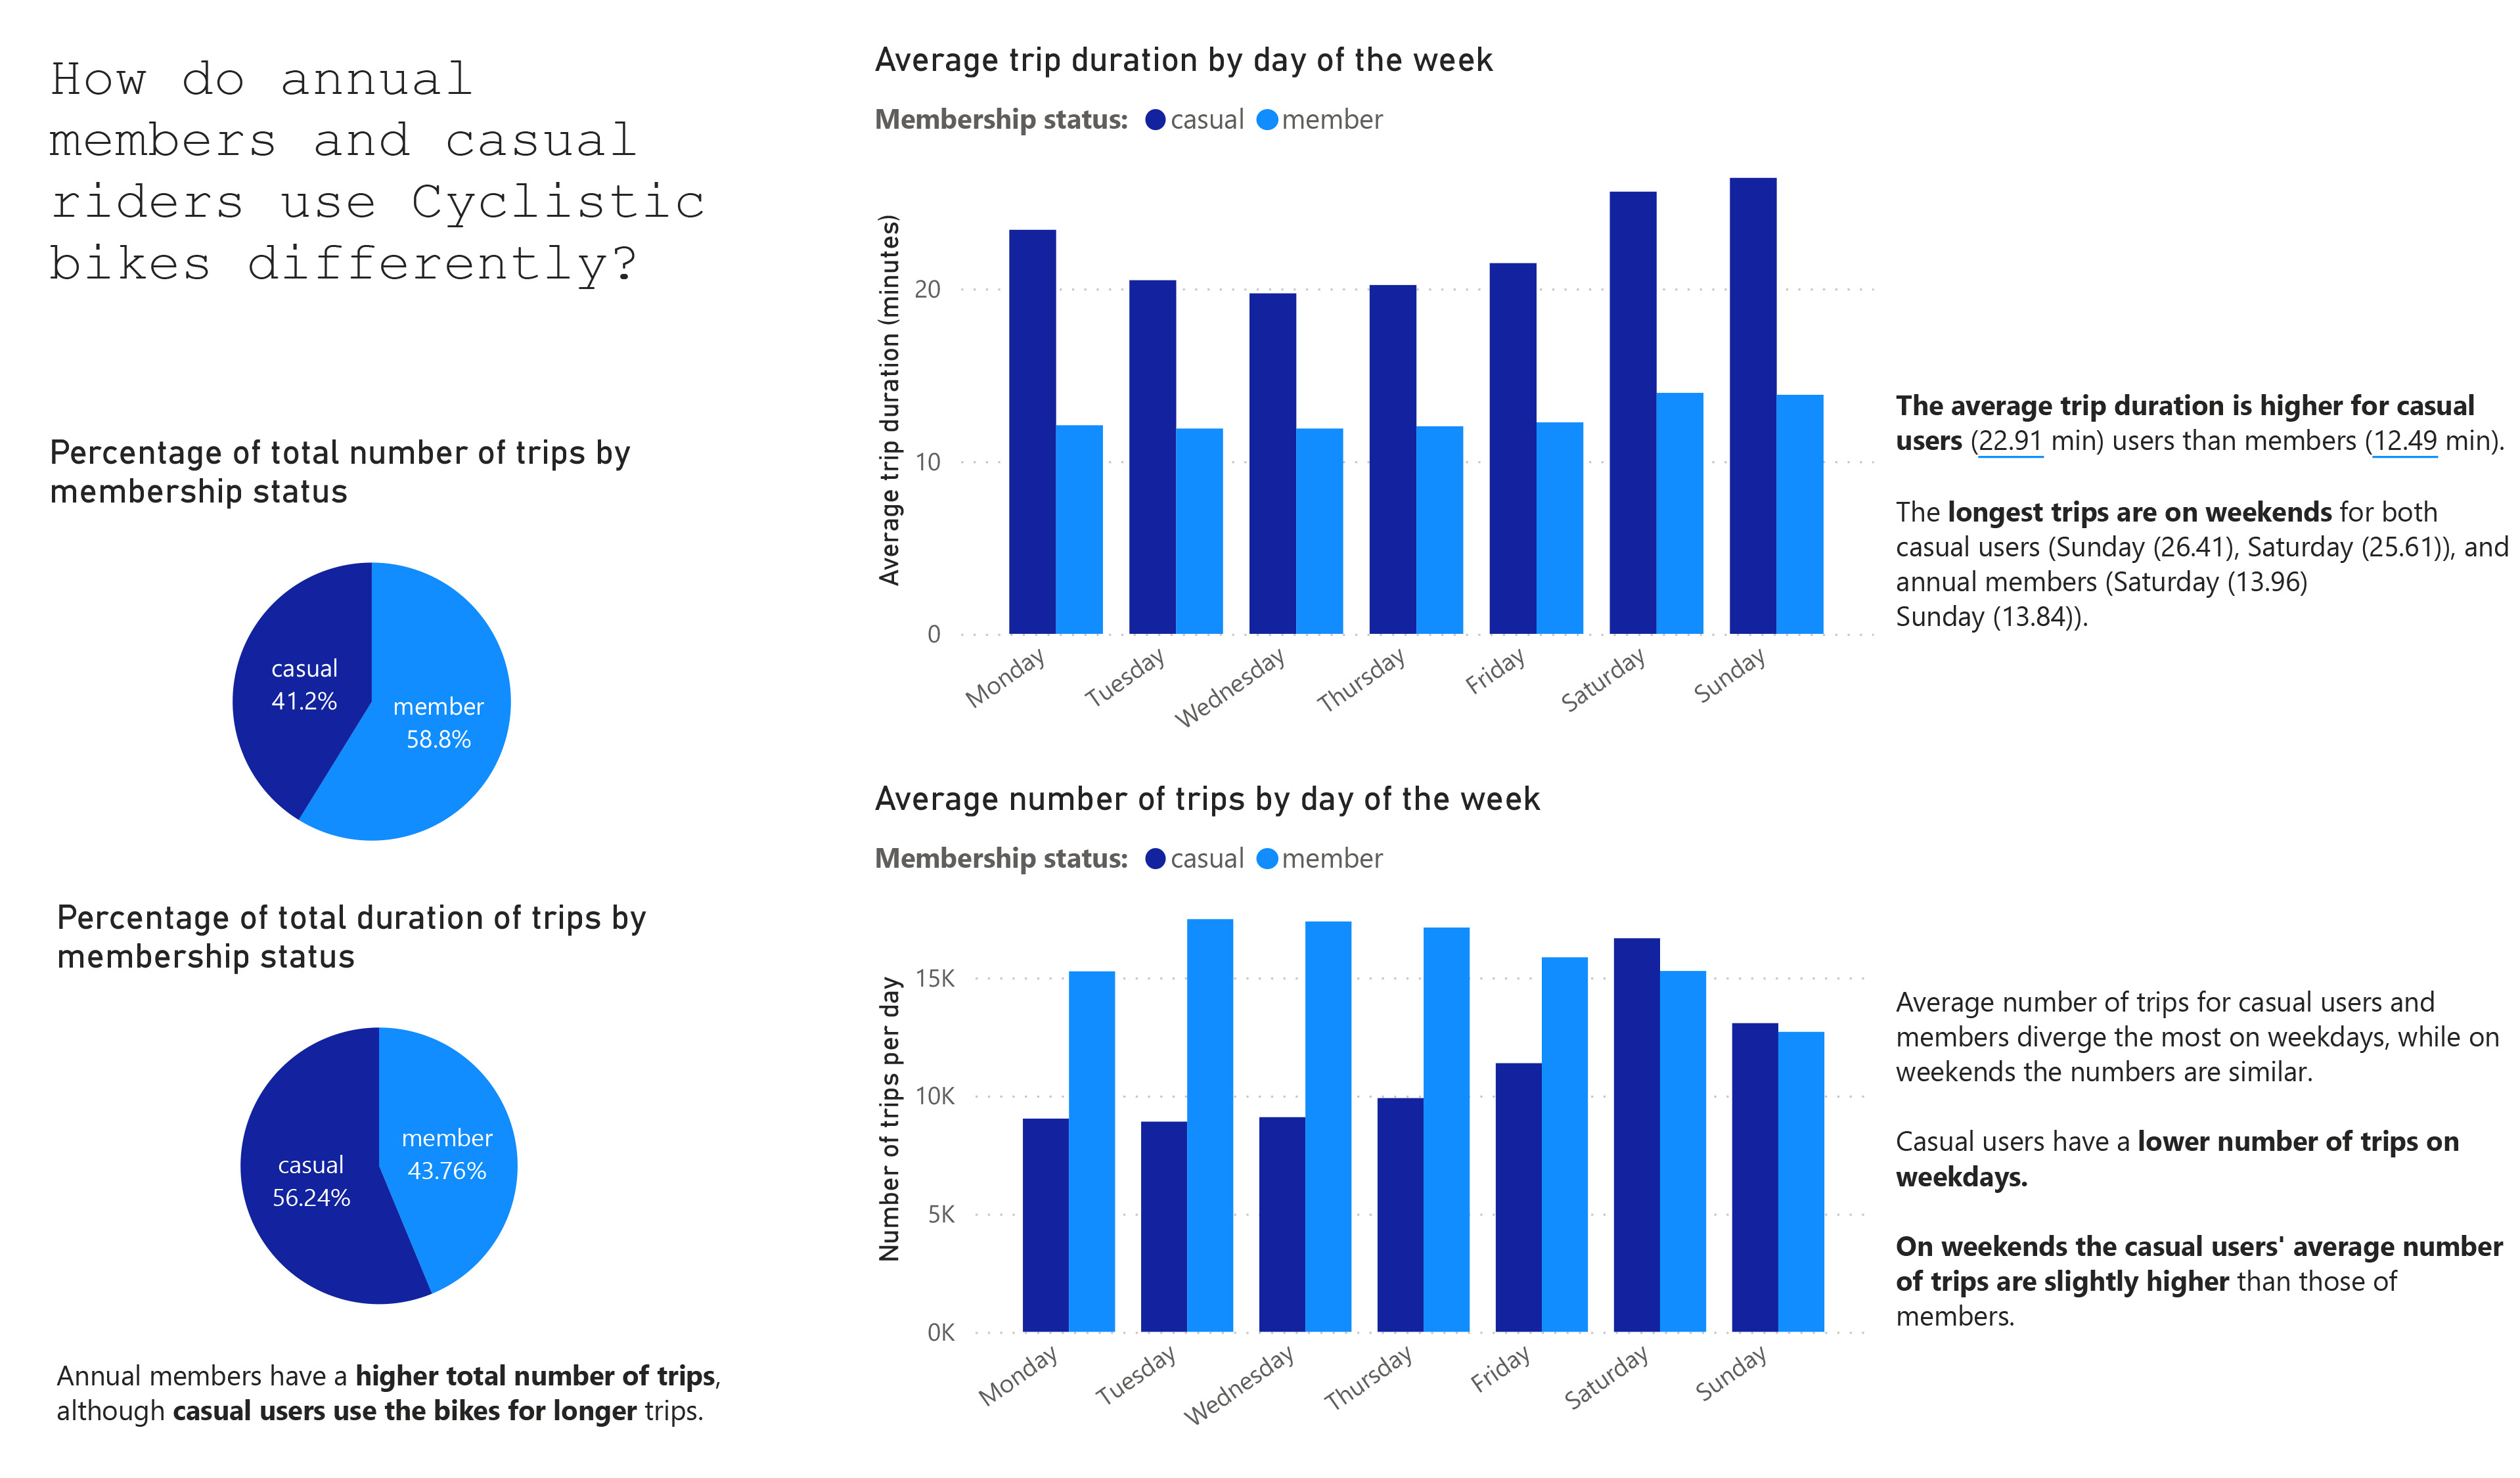 How do annual
members and casual
riders use Cyclistic
bikes differently?
Percentage of total number of trips by
membership status
casual
41.2%
member
58.8%
Percentage of total duration of trips by
membership status
member
43.76%
casual
56.24%
Annual members have a higher total number of trips,
although casual users use the bikes for longer trips.
Average trip duration by day of the week
Membership status: casual member
Average trip duration (minutes)
20
10
0
Monday
Tuesday
Wednesday
Thursday
Friday
Saturday
Sunday
The average trip duration is higher for casual
users (22.91 min) users than members (12.49 min).
The longest trips are on weekends for both
casual users (Sunday (26.41), Saturday (25.61)), and
annual members (Saturday (13.96)
Sunday (13.84)).
Average number of trips by day of the week
Membership status: casual member
Number of trips per day
15K
10K
5K
0K
Monday
Tuesday
Wednesday
Thursday
Friday
Saturday
Sunday
Average number of trips for casual users and
members diverge the most on weekdays, while on
weekends the numbers are similar.
Casual users have a lower number of trips on
weekdays.
On weekends the casual users' average number
of trips are slightly higher than those of
members.